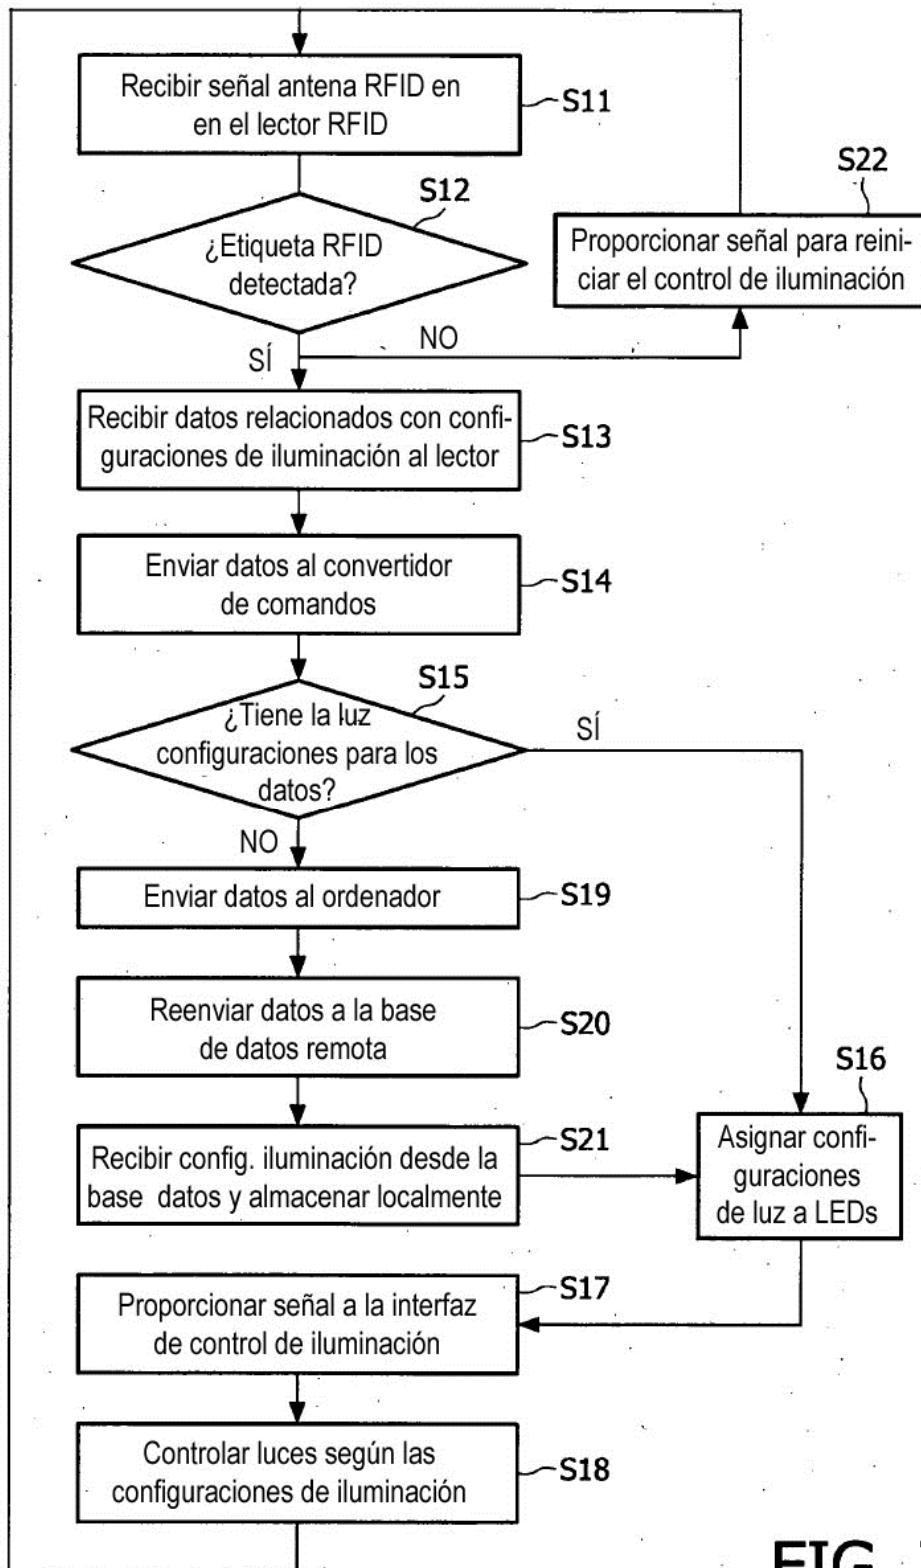 Recibir señal antena RFID en
en el lector RFID
S11
S22
Proporcionar señal para reini-
ciar el control de iluminación
S12
¿Etiqueta RFID
detectada?
NO
SÍ
Recibir datos relacionados con confi-
guraciones de iluminación al lector
S13
Enviar datos al convertidor
de comandos
S14
S15
¿Tiene la luz
configuraciones para los
datos?
SÍ
NO
Enviar datos al ordenador
S19
Reenviar datos a la base
de datos remota
S20
S16
Asignar confi-
guraciones
de luz a LEDs
Recibir config. iluminación desde la
base datos y almacenar localmente
S21
Proporcionar señal a la interfaz
de control de iluminación
S17
Controlar luces según las
configuraciones de iluminación
S18
FIG